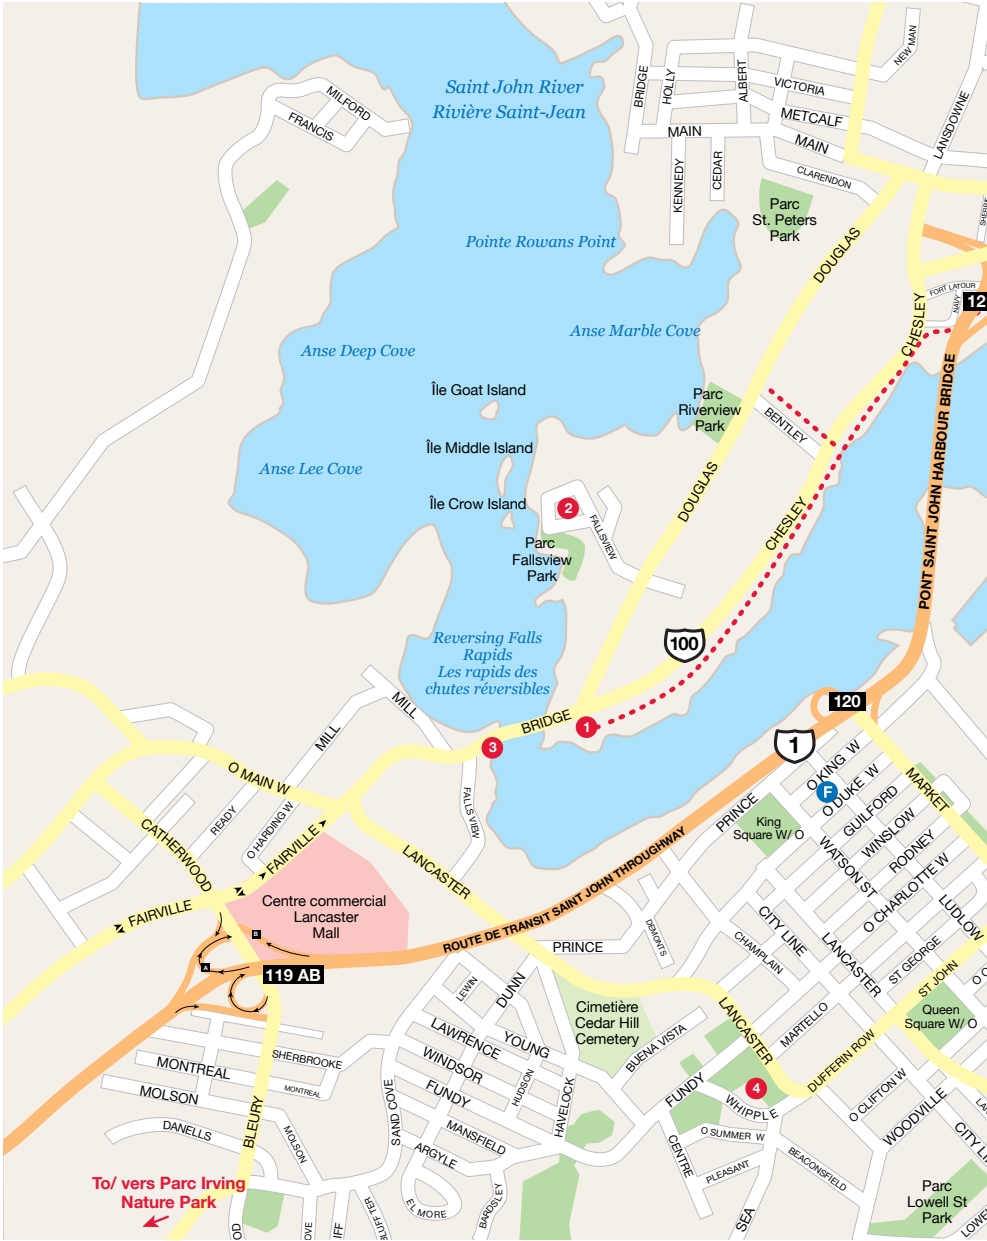 Saint John River
Rivière Saint-Jean
MILFORD
FRANCIS
BRIDGE
HOLLY
ALBERT
NEW MAN
VICTORIA
METCALF
MAIN
MAIN
LANSDOWNE
KENNEDY
CEDAR
CLARENDON
Parc
St. Peters
Park
DOUGLAS
Pointe Rowans Point
FORT LATOUR
NAVY
12
CHESLEY
Anse Marble Cove
Anse Deep Cove
Île Goat Island
Parc
Riverview
Park
BENTLEY
Île Middle Island
Anse Lee Cove
Île Crow Island
2
FALLSVIEW
DOUGLAS
CHESLEY
PONT SAINT JOHN HARBOUR BRIDGE
Parc
Fallsview
Park
Reversing Falls
Rapids
Les rapids des
chutes réversibles
100
MILL
MILL
BRIDGE
1
3
120
1
O MAIN W
O KING W
F
O DUKE W
MARKET
READY
O HARDING W
FALLS VIEW
PRINCE
King
Square W/ O
GUILFORD
WINSLOW
RODNEY
WATSON ST
O CHARLOTTE W
CATHERWOOD
FAIRVILLE
FAIRVILLE
LANCASTER
Centre commercial
Lancaster
Mall
ROUTE DE TRANSIT SAINT JOHN THROUGHWAY
B
A
119 AB
PRINCE
DEMONTS
CITY LINE
CHAMPLAIN
LANCASTER
LUDLOW
ST GEORGE
ST JOHN
Queen
Square W/ O
LEWIN
DUNN
Cimetière
Cedar Hill
Cemetery
LANCASTER
MARTELLO
DUFFERIN ROW
BUENA VISTA
LAWRENCE
YOUNG
WINDSOR
FUNDY
HUDSON
HAVELOCK
FUNDY
4
WHIPPLE
O CLIFTON W
WOODVILLE
CITY LI
SHERBROOKE
MONTREAL
MONTREAL
MOLSON
MOLSON
DANELLS
BLEURY
SAND COVE
MANSFIELD
ARGYLE
EL MORE
BARDSLEY
O SUMMER W
CENTRE
PLEASANT
BEACONSFIELD
SEA
Parc
Lowell St
Park
LOWE
To/ vers Parc Irving
Nature Park
BLUFFTER